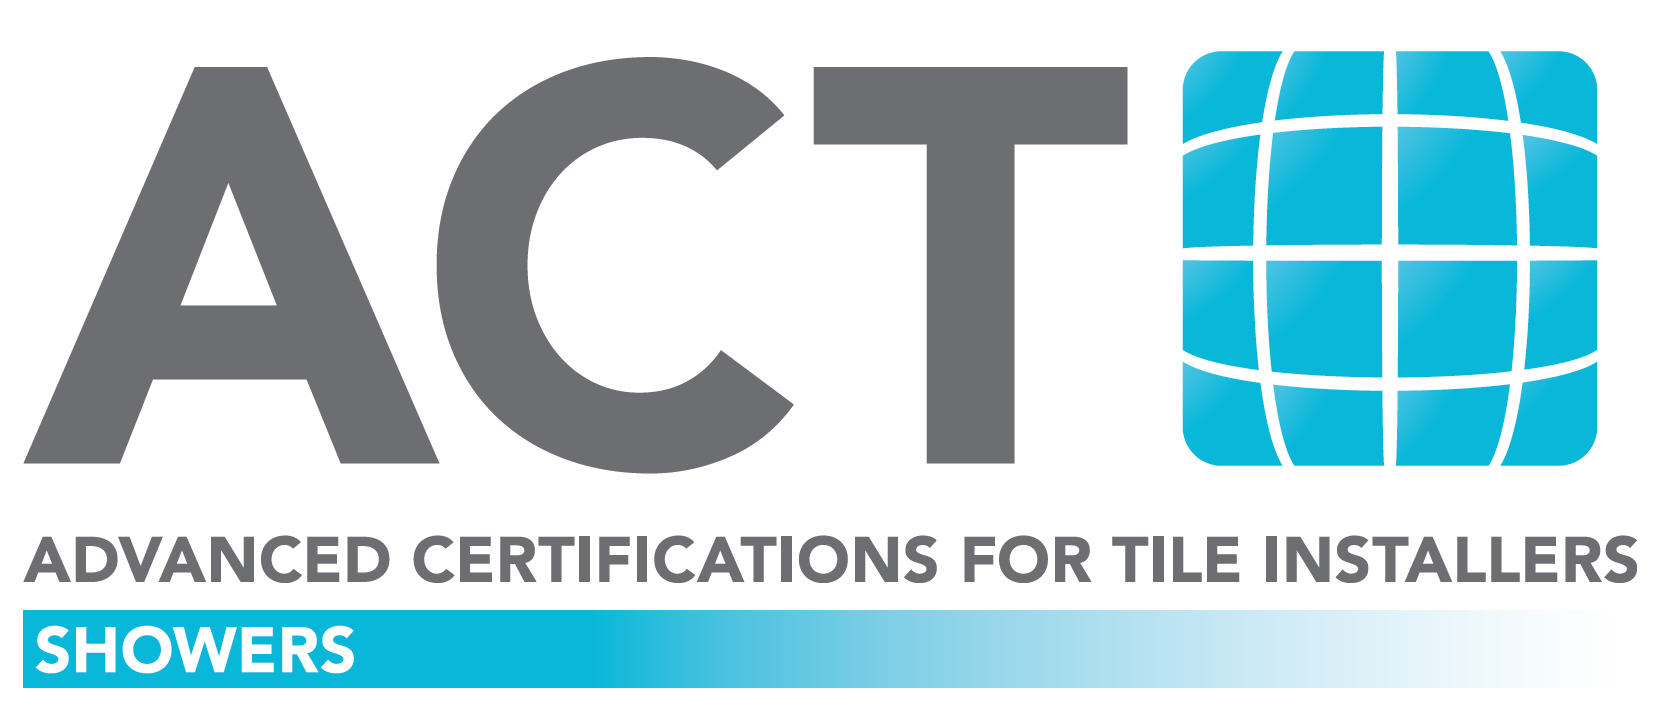 ACT
ADVANCED CERTIFICATIONS FOR TILE INSTALLERS
SHOWERS